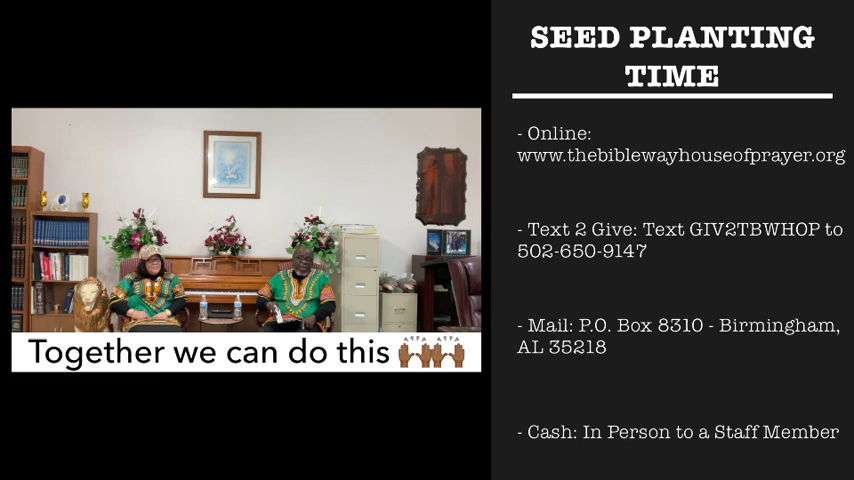 SEED PLANTING
TIME
- Online:
www.thebiblewayhouseofprayer.org
- Text 2 Give: Text GIV2TBWHOP to
502-650-9147
- Mail: P.O. Box 8310 - Birmingham,
AL 35218
- Cash: In Person to a Staff Member
Together we can do this 🙌🏾🙌🏾